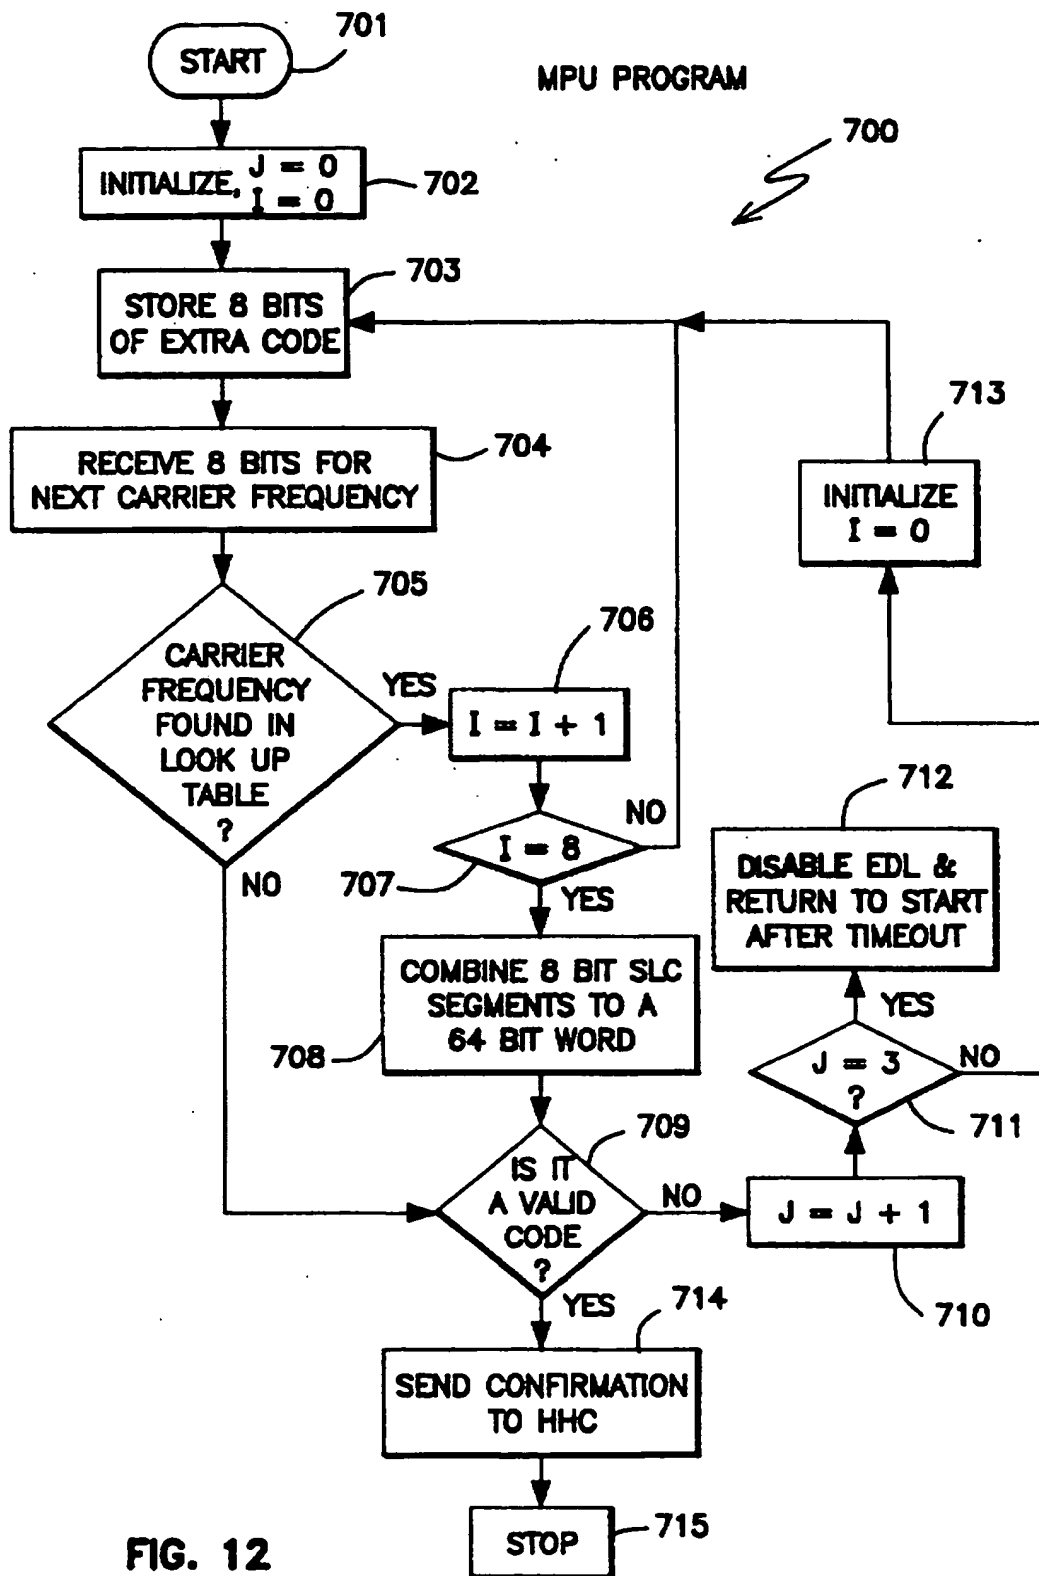 701
START
MPU PROGRAM
700
INITIALIZE, J = 0
I = 0
702
703
STORE 8 BITS
OF EXTRA CODE
713
704
RECEIVE 8 BITS FOR
NEXT CARRIER FREQUENCY
INITIALIZE
I = 0
705
706
CARRIER
FREQUENCY
FOUND IN
LOOK UP
TABLE
?
YES
I = I + 1
NO
712
I = 8
NO
707
YES
DISABLE EDL &
RETURN TO START
AFTER TIMEOUT
COMBINE 8 BIT SLC
SEGMENTS TO A
64 BIT WORD
708
YES
J = 3
?
NO
711
709
IS IT
A VALID
CODE
?
NO
J = J + 1
710
YES
714
SEND CONFIRMATION
TO HHC
STOP
715
FIG. 12